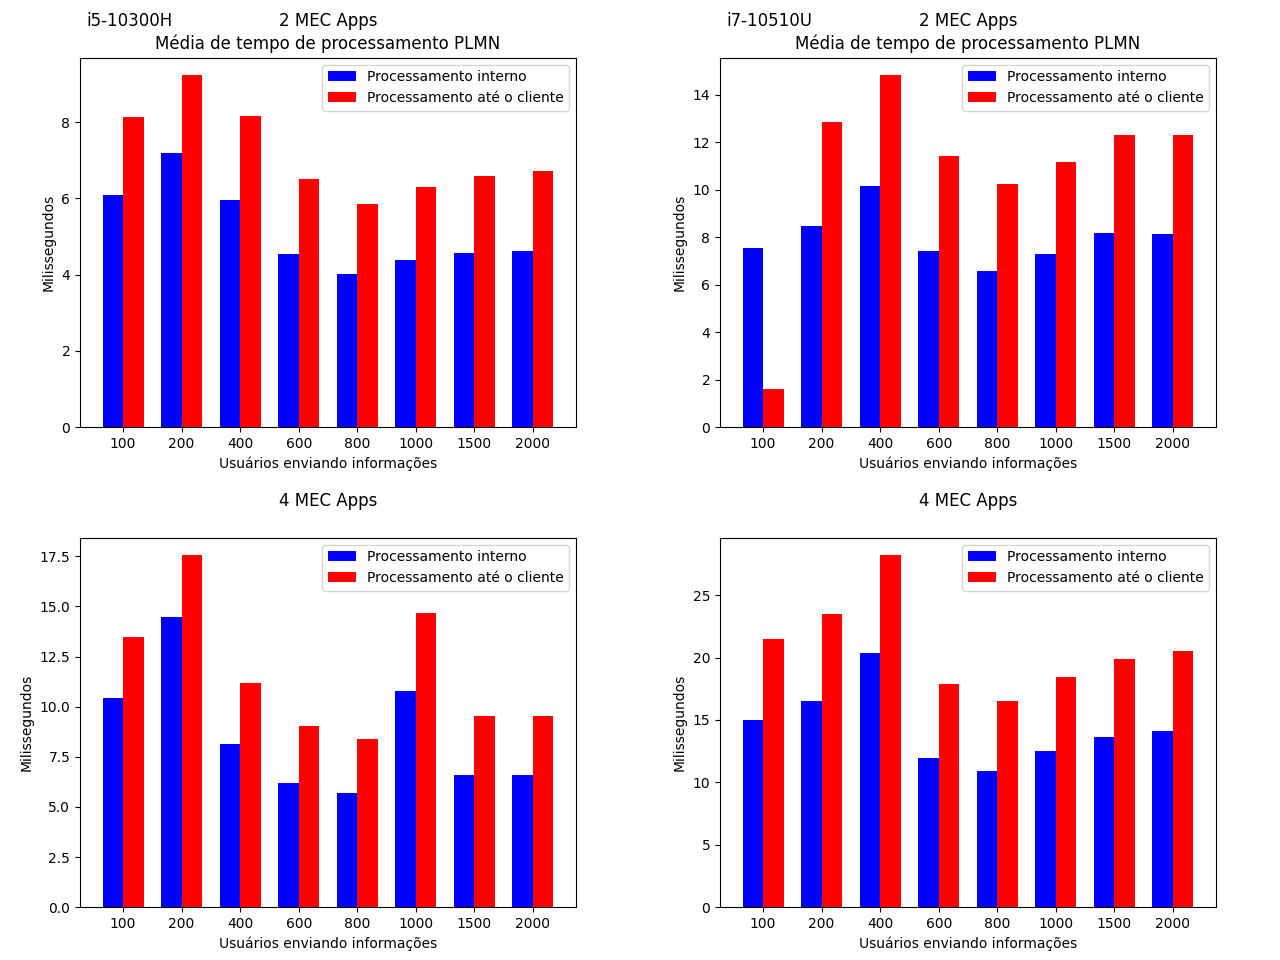 i5-10300H
2 MEC Apps
Média de tempo de processamento PLMN
Processamento interno
Processamento até o cliente
Milissegundos
8
6
4
2
0
100 200 400 600 800 1000 1500 2000
Usuários enviando informações
i7-10510U
2 MEC Apps
Média de tempo de processamento PLMN
Processamento interno
Processamento até o cliente
Milissegundos
14
12
10
8
6
4
2
0
100 200 400 600 800 1000 1500 2000
Usuários enviando informações
4 MEC Apps
Processamento interno
Processamento até o cliente
Milissegundos
17.5
15.0
12.5
10.0
7.5
5.0
2.5
0.0
100 200 400 600 800 1000 1500 2000
Usuários enviando informações
4 MEC Apps
Processamento interno
Processamento até o cliente
Milissegundos
25
20
15
10
5
0
100 200 400 600 800 1000 1500 2000
Usuários enviando informações